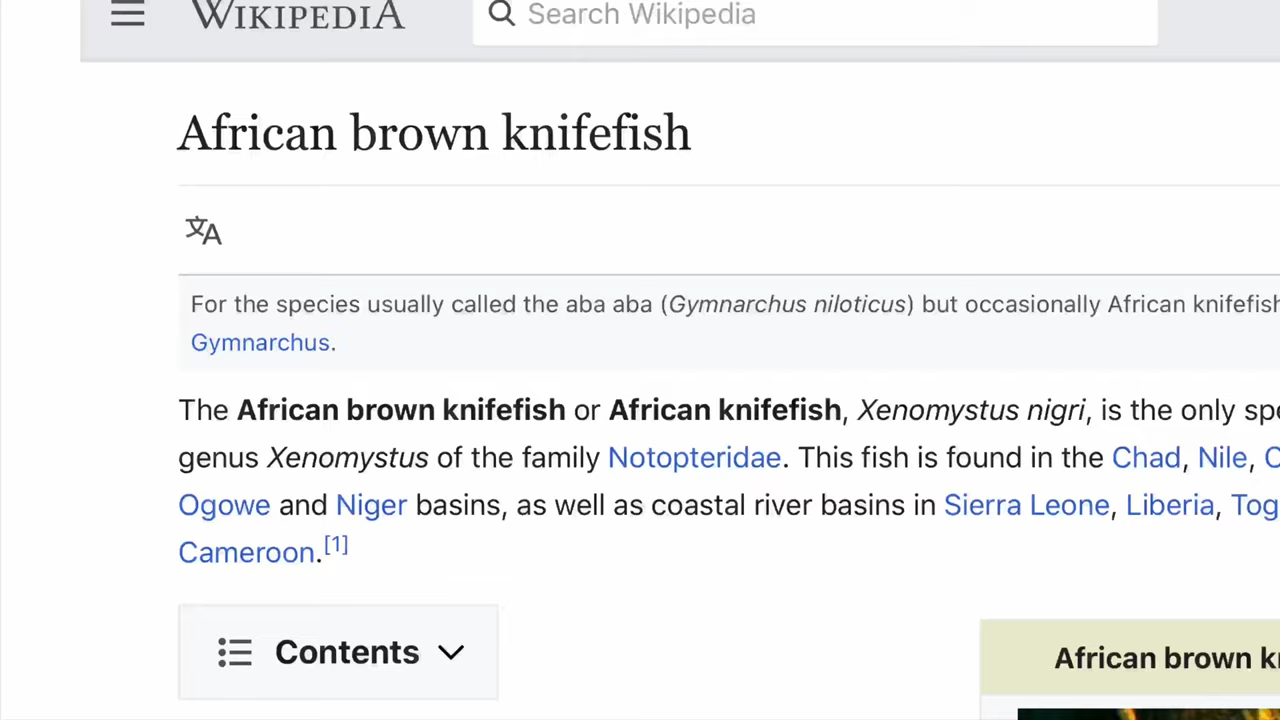 WIKIPEDIA
Search Wikipedia
African brown knifefish
文A
For the species usually called the aba aba (Gymnarchus niloticus) but occasionally African knifefish
Gymnarchus.
The African brown knifefish or African knifefish, Xenomystus nigri, is the only
genus Xenomystus of the family Notopteridae. This fish is found in the Chad, Nile,
Ogowe and Niger basins, as well as coastal river basins in Sierra Leone, Liberia,
Cameroon.[1]
Contents
African brown